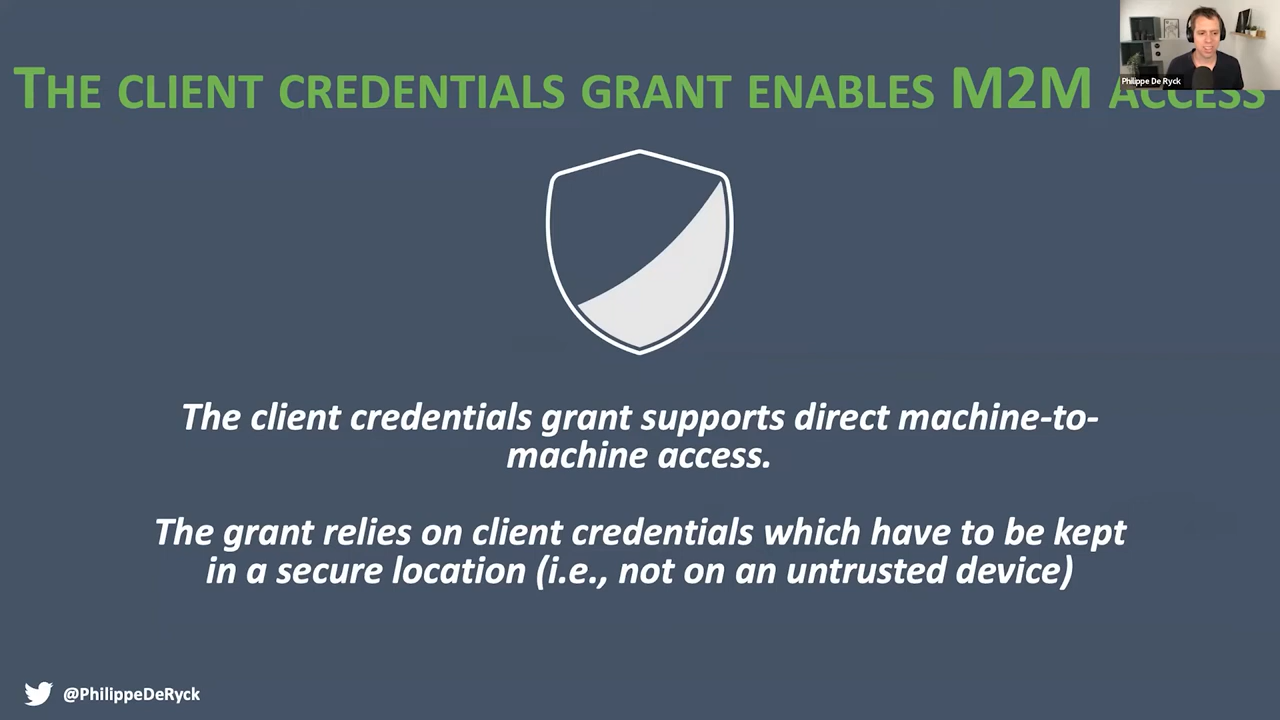 THE CLIENT CREDENTIALS GRANT ENABLES M2M ACCESS
Philippe De Ryck
The client credentials grant supports direct machine-to-
machine access.
The grant relies on client credentials which have to be kept
in a secure location (i.e., not on an untrusted device)
@PhilippeDeRyck